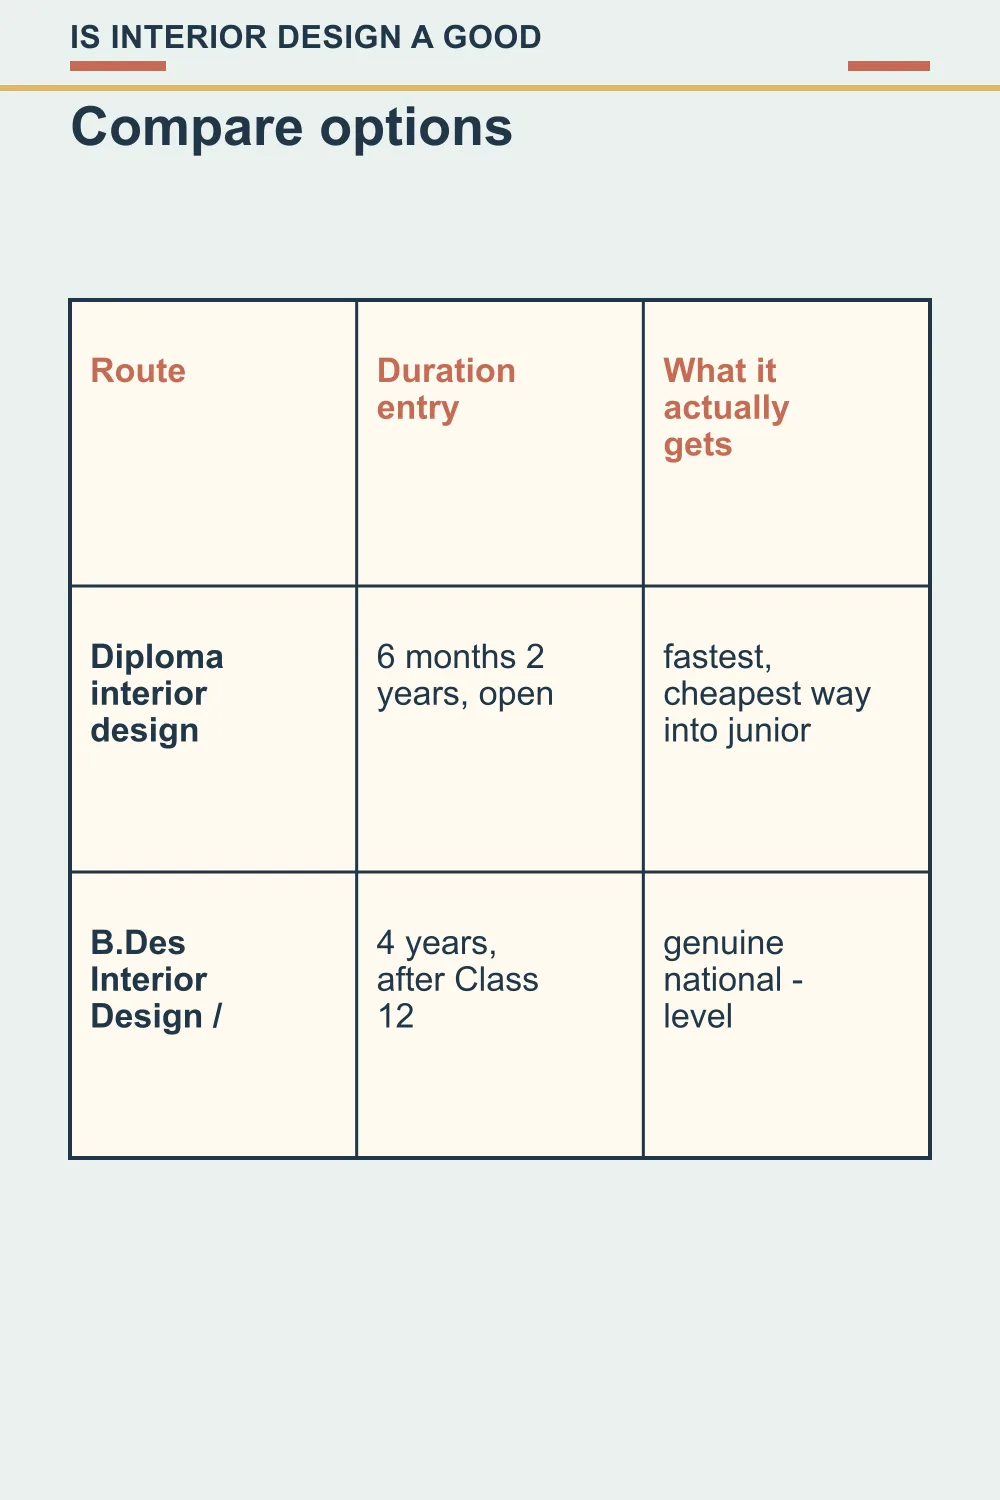 IS INTERIOR DESIGN A GOOD
Compare options
Route
Duration
entry
What it
actually
gets
Diploma
interior
design
6 months 2
years, open
fastest,
cheapest way
into junior
B.Des
Interior
Design /
4 years,
after Class
12
genuine
national -
level